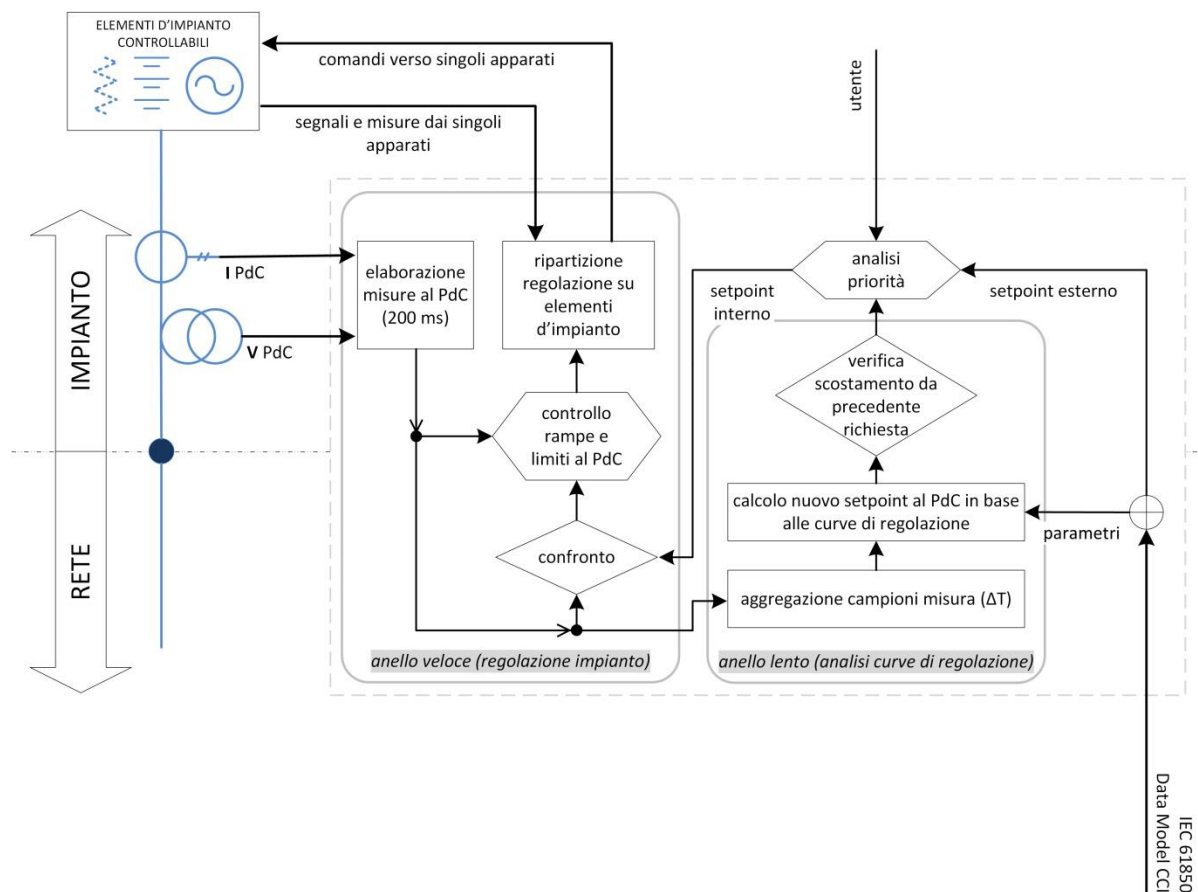 ELEMENTI D'IMPIANTO
CONTROLLABILI
comandi verso singoli apparati
segnali e misure dai singoli
apparati
utente
IMPIANTO
RETE
I PdC
V PdC
elaborazione
misure al PdC
(200 ms)
ripartizione
regolazione su
elementi
d'impianto
controllo
rampe e
limiti al PdC
confronto
anello veloce (regolazione impianto)
setpoint
interno
analisi
priorità
setpoint esterno
verifica
scostamento da
precedente
richiesta
calcolo nuovo setpoint al PdC in base
alle curve di regolazione
parametri
aggregazione campioni misura (ΔT)
anello lento (analisi curve di regolazione)
IEC 61850
Data Model CCI